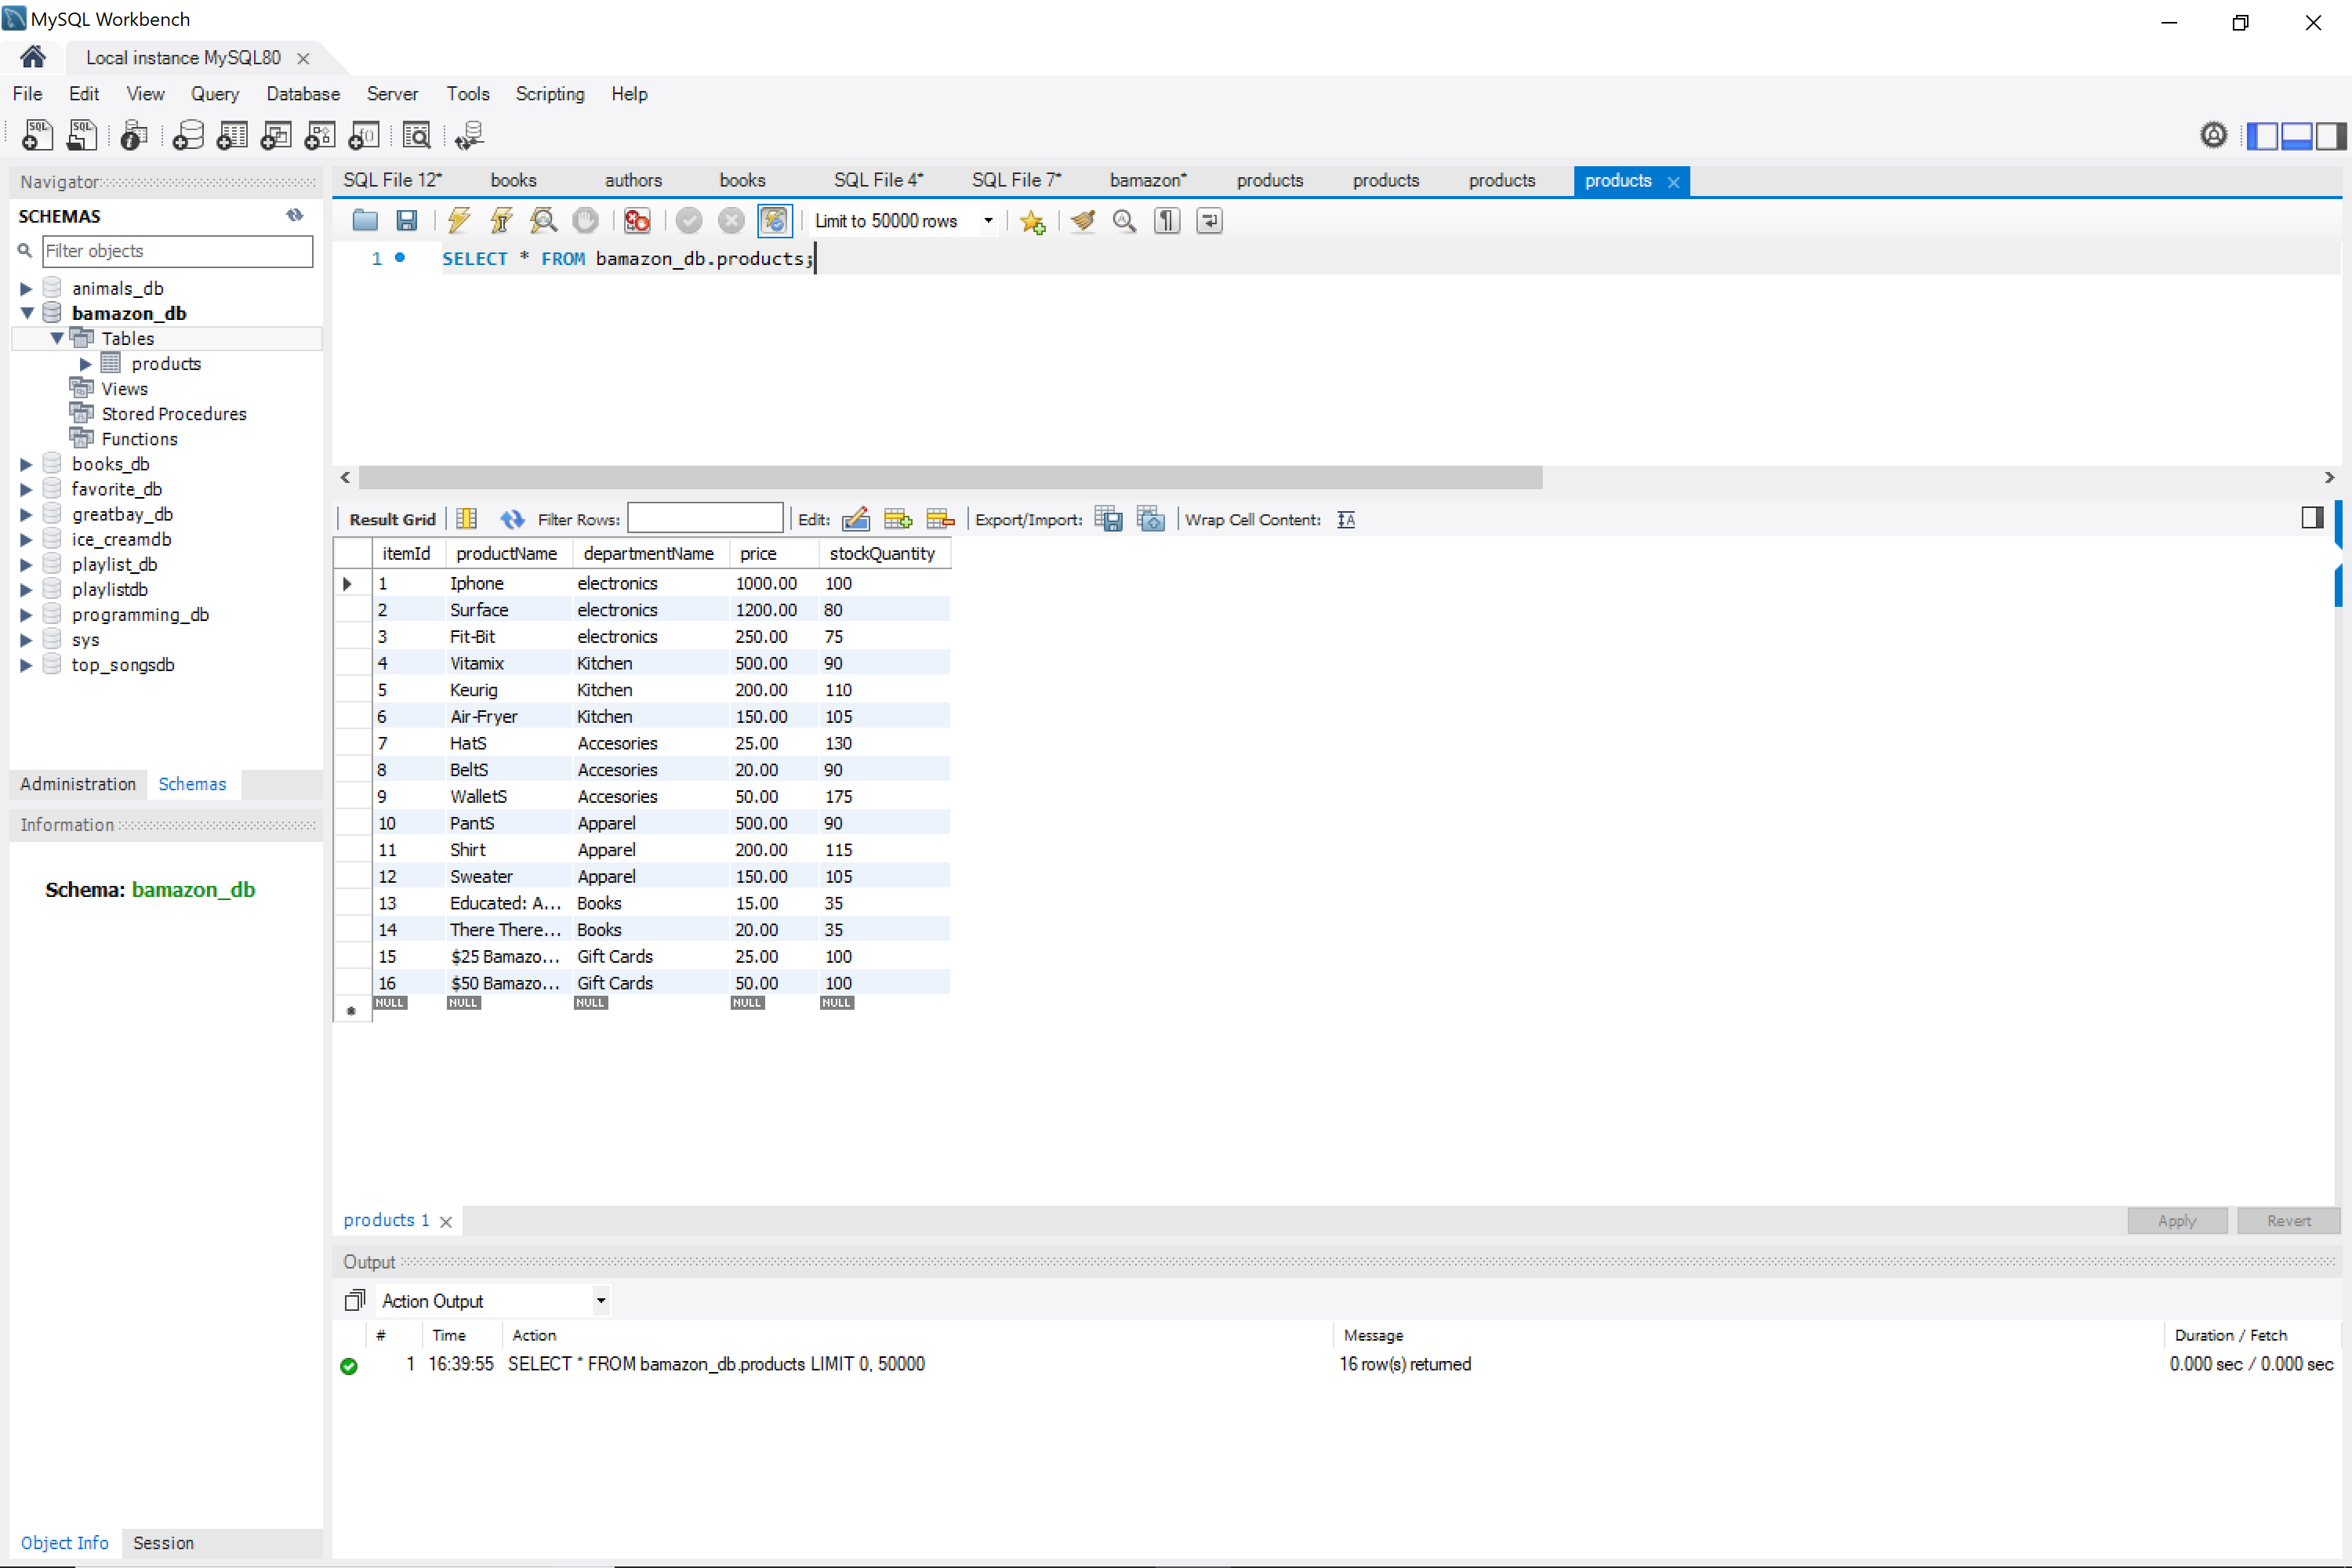 MySQL Workbench
Local instance MySQL80
File Edit View Query Database Server Tools Scripting Help
Navigator
SCHEMAS
Filter objects
animals_db
bamazon_db
Tables
products
Views
Stored Procedures
Functions
books_db
favorite_db
greatbay_db
ice_creamdb
playlist_db
playlistdb
programming_db
sys
top_songsdb
Administration Schemas
Information
Schema: bamazon_db
Object Info Session
SQL File 12* books authors books SQL File 4* SQL File 7* bamazon* products products products products
Limit to 50000 rows
1 SELECT * FROM bamazon_db.products;
Result Grid Filter Rows: Edit: Export/Import: Wrap Cell Content:
itemId productName departmentName price stockQuantity
1 Iphone electronics 1000.00 100
2 Surface electronics 1200.00 80
3 Fit-Bit electronics 250.00 75
4 Vitamix Kitchen 500.00 90
5 Keurig Kitchen 200.00 110
6 Air-Fryer Kitchen 150.00 105
7 HatS Accesories 25.00 130
8 BeltS Accesories 20.00 90
9 WalletS Accesories 50.00 175
10 PantS Apparel 500.00 90
11 Shirt Apparel 200.00 115
12 Sweater Apparel 150.00 105
13 Educated: A... Books 15.00 35
14 There There... Books 20.00 35
15 $25 Bamazo... Gift Cards 25.00 100
16 $50 Bamazo... Gift Cards 50.00 100
NULL NULL NULL NULL NULL
products 1 Apply Revert
Output
Action Output
# Time Action Message Duration / Fetch
1 16:39:55 SELECT * FROM bamazon_db.products LIMIT 0, 50000 16 row(s) returned 0.000 sec / 0.000 sec